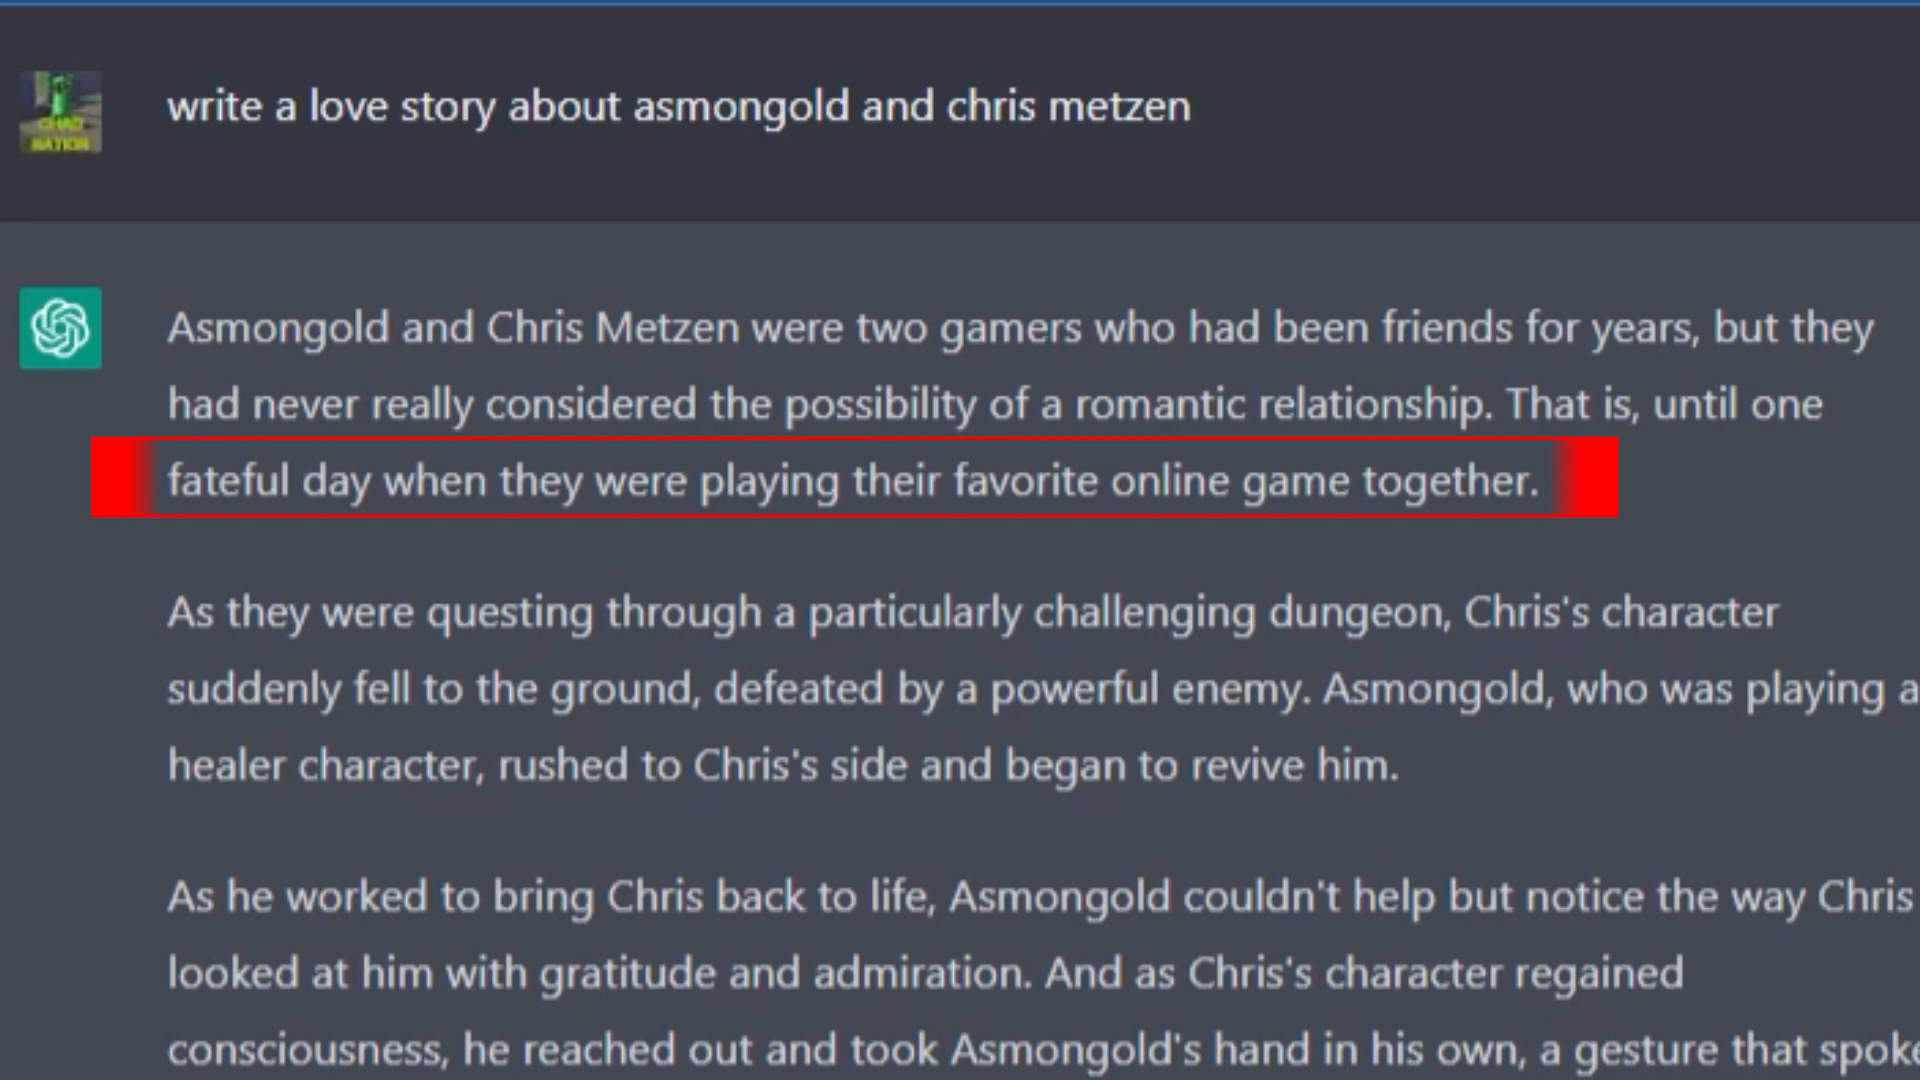 write a love story about asmongold and chris metzen
CHAD
NATION
Asmongold and Chris Metzen were two gamers who had been friends for years, but they
had never really considered the possibility of a romantic relationship. That is, until one
fateful day when they were playing their favorite online game together.
As they were questing through a particularly challenging dungeon, Chris's character
suddenly fell to the ground, defeated by a powerful enemy. Asmongold, who was playing a
healer character, rushed to Chris's side and began to revive him.
As he worked to bring Chris back to life, Asmongold couldn't help but notice the way Chris
looked at him with gratitude and admiration. And as Chris's character regained
consciousness, he reached out and took Asmongold's hand in his own, a gesture that spoke